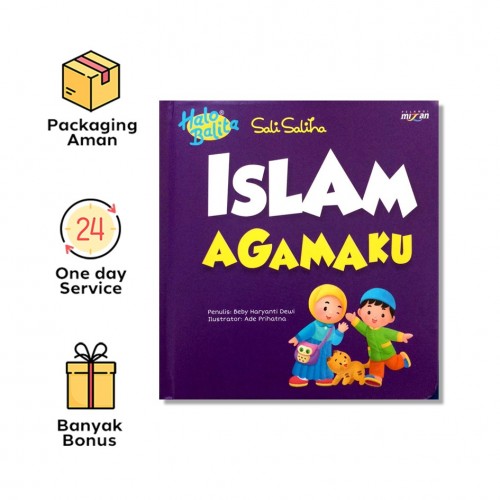 Packaging
Aman
24
One day
Service
Banyak
Bonus
Halo
Balita
Sali Saliha
PELANGI
mizan
ISLAM
AGAMAKU
Penulis: Beby Haryanti Dewi
Ilustrator: Ade Prihatna